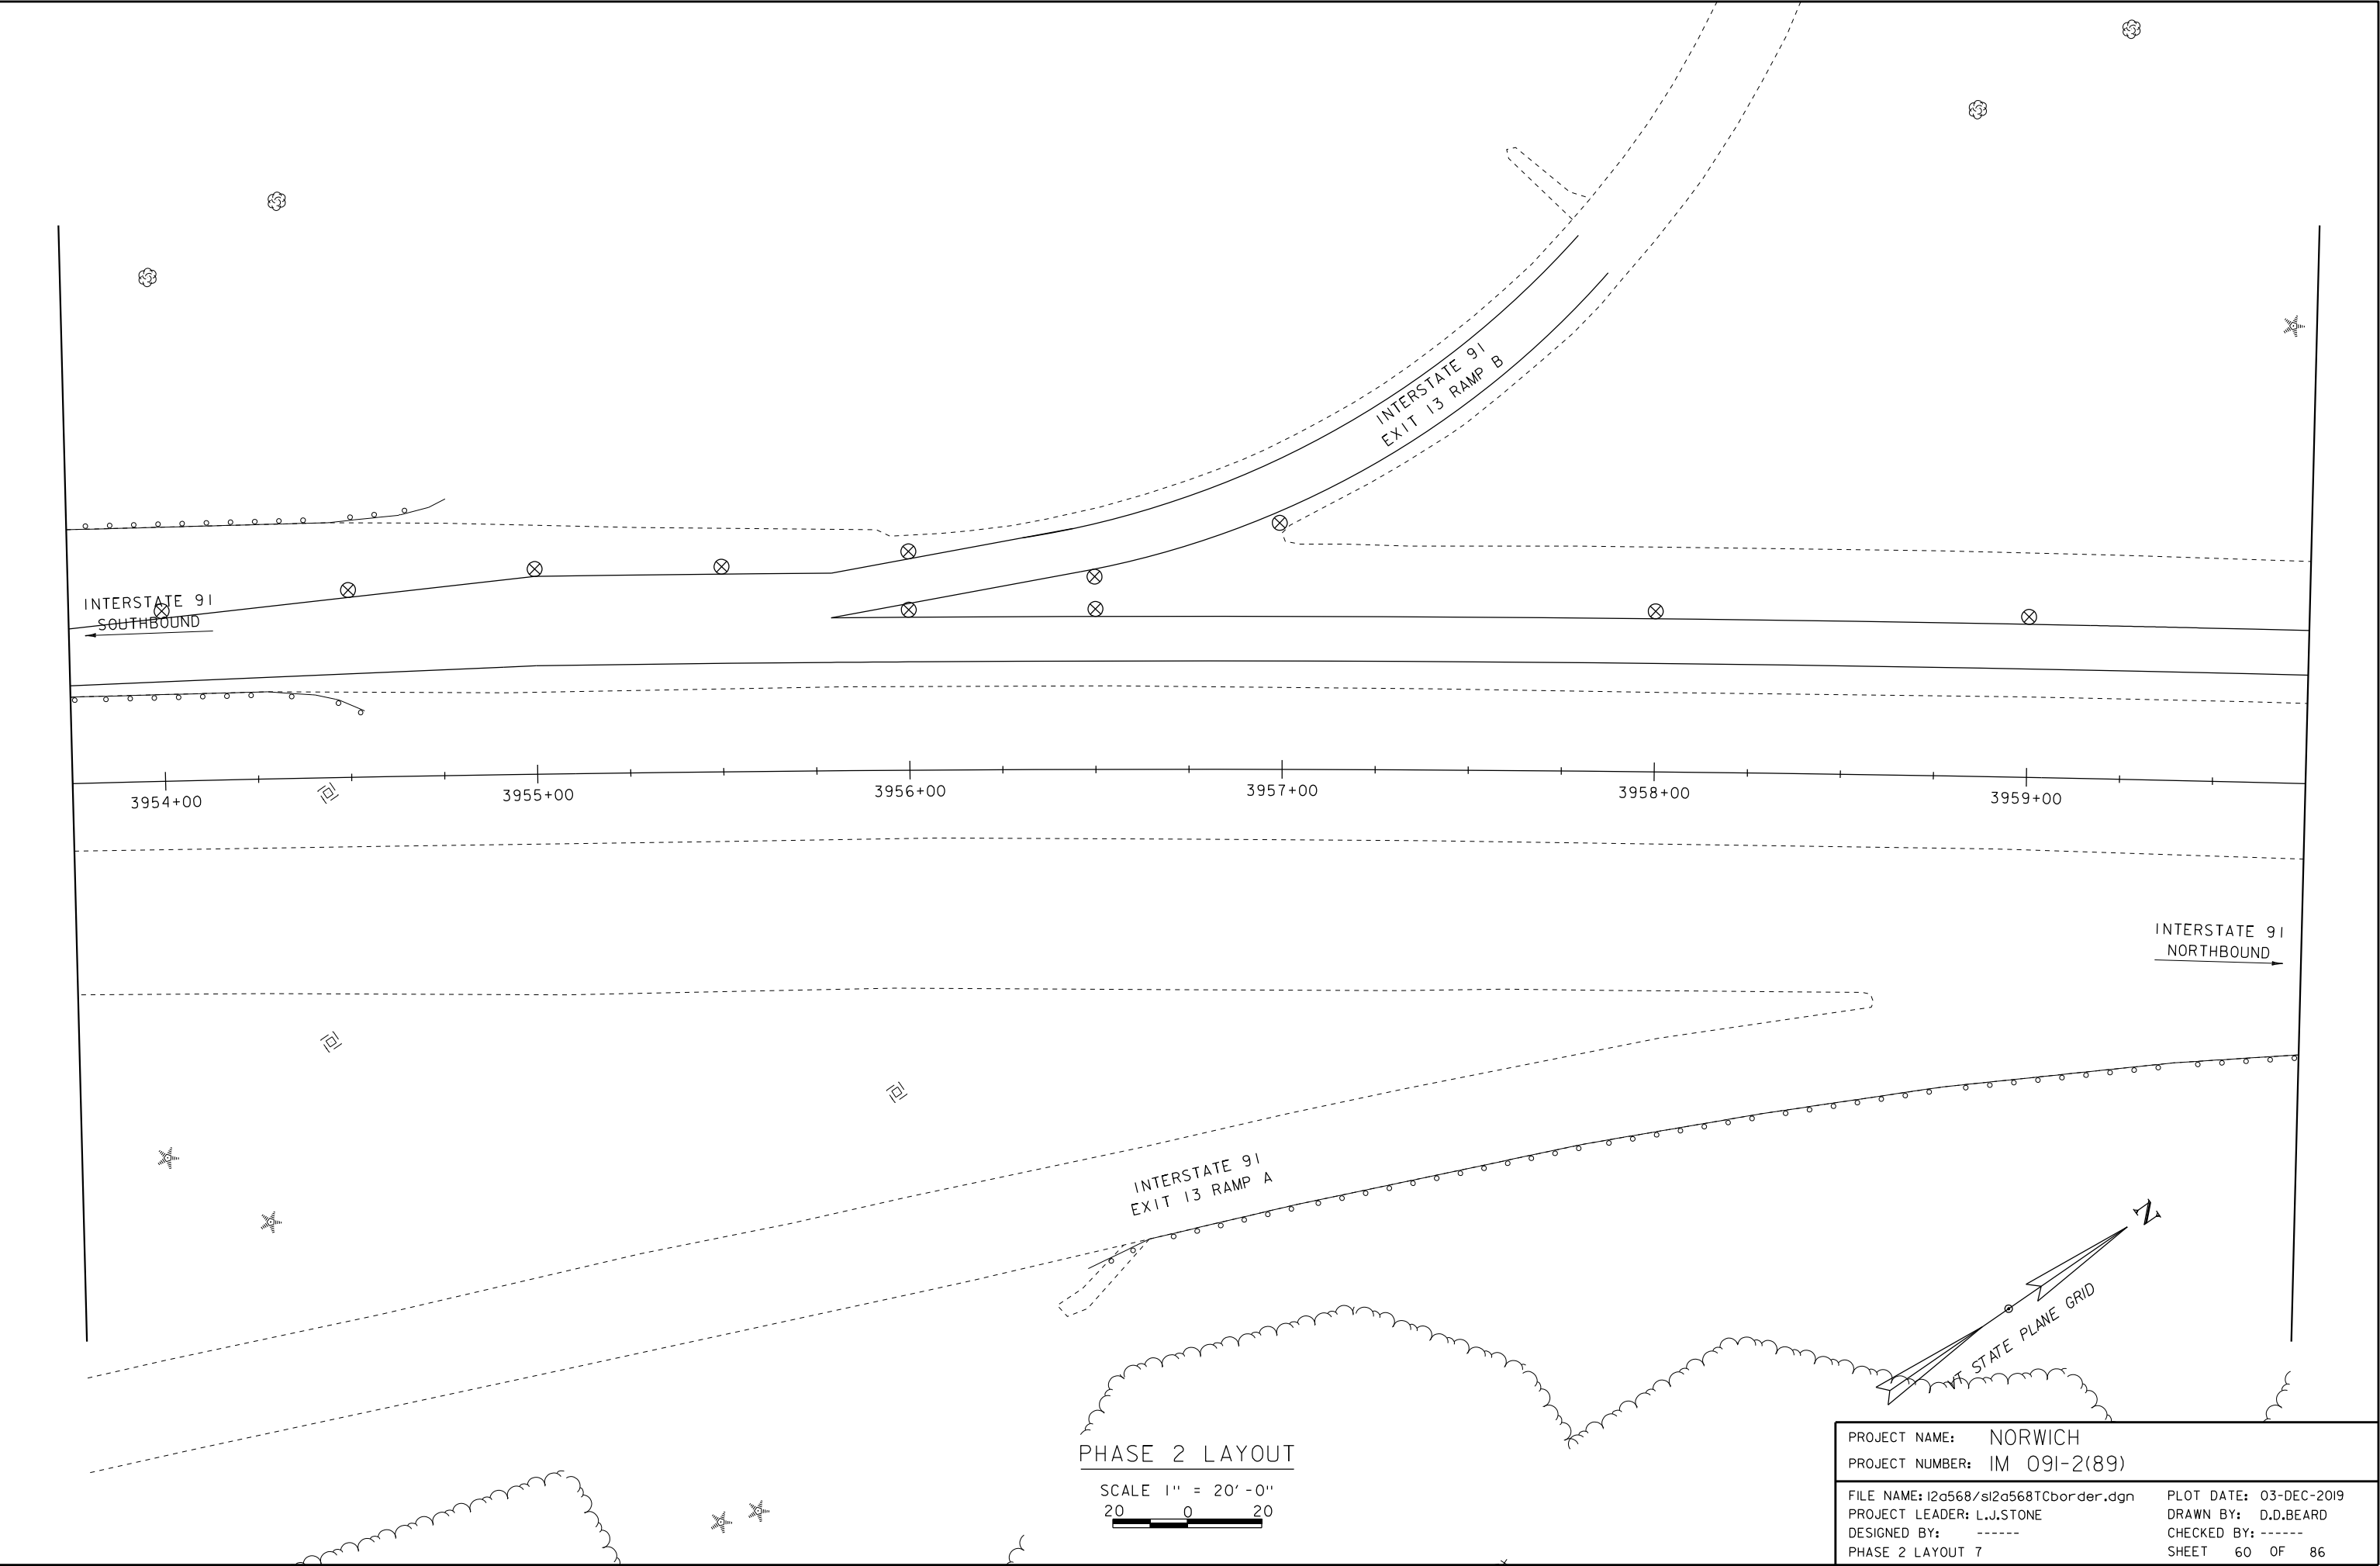 INTERSTATE 91
EXIT 13 RAMP B
INTERSTATE 91
SOUTHBOUND
3954+00 3955+00 3956+00 3957+00 3958+00 3959+00
INTERSTATE 91
NORTHBOUND
INTERSTATE 91
EXIT 13 RAMP A
N
VT STATE PLANE GRID
PHASE 2 LAYOUT
SCALE 1" = 20'-0"
20 0 20
PROJECT NAME: NORWICH
PROJECT NUMBER: IM 091-2(89)
FILE NAME: 12a568/s12a568TCborder.dgn PLOT DATE: 03-DEC-2019
PROJECT LEADER: L.J.STONE DRAWN BY: D.D.BEARD
DESIGNED BY: ------ CHECKED BY: ------
PHASE 2 LAYOUT 7 SHEET 60 OF 86